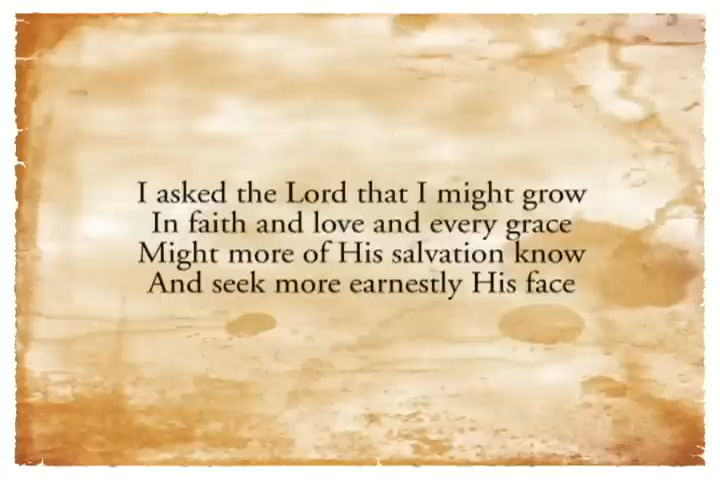 I asked the Lord that I might grow
In faith and love and every grace
Might more of His salvation know
And seek more earnestly His face